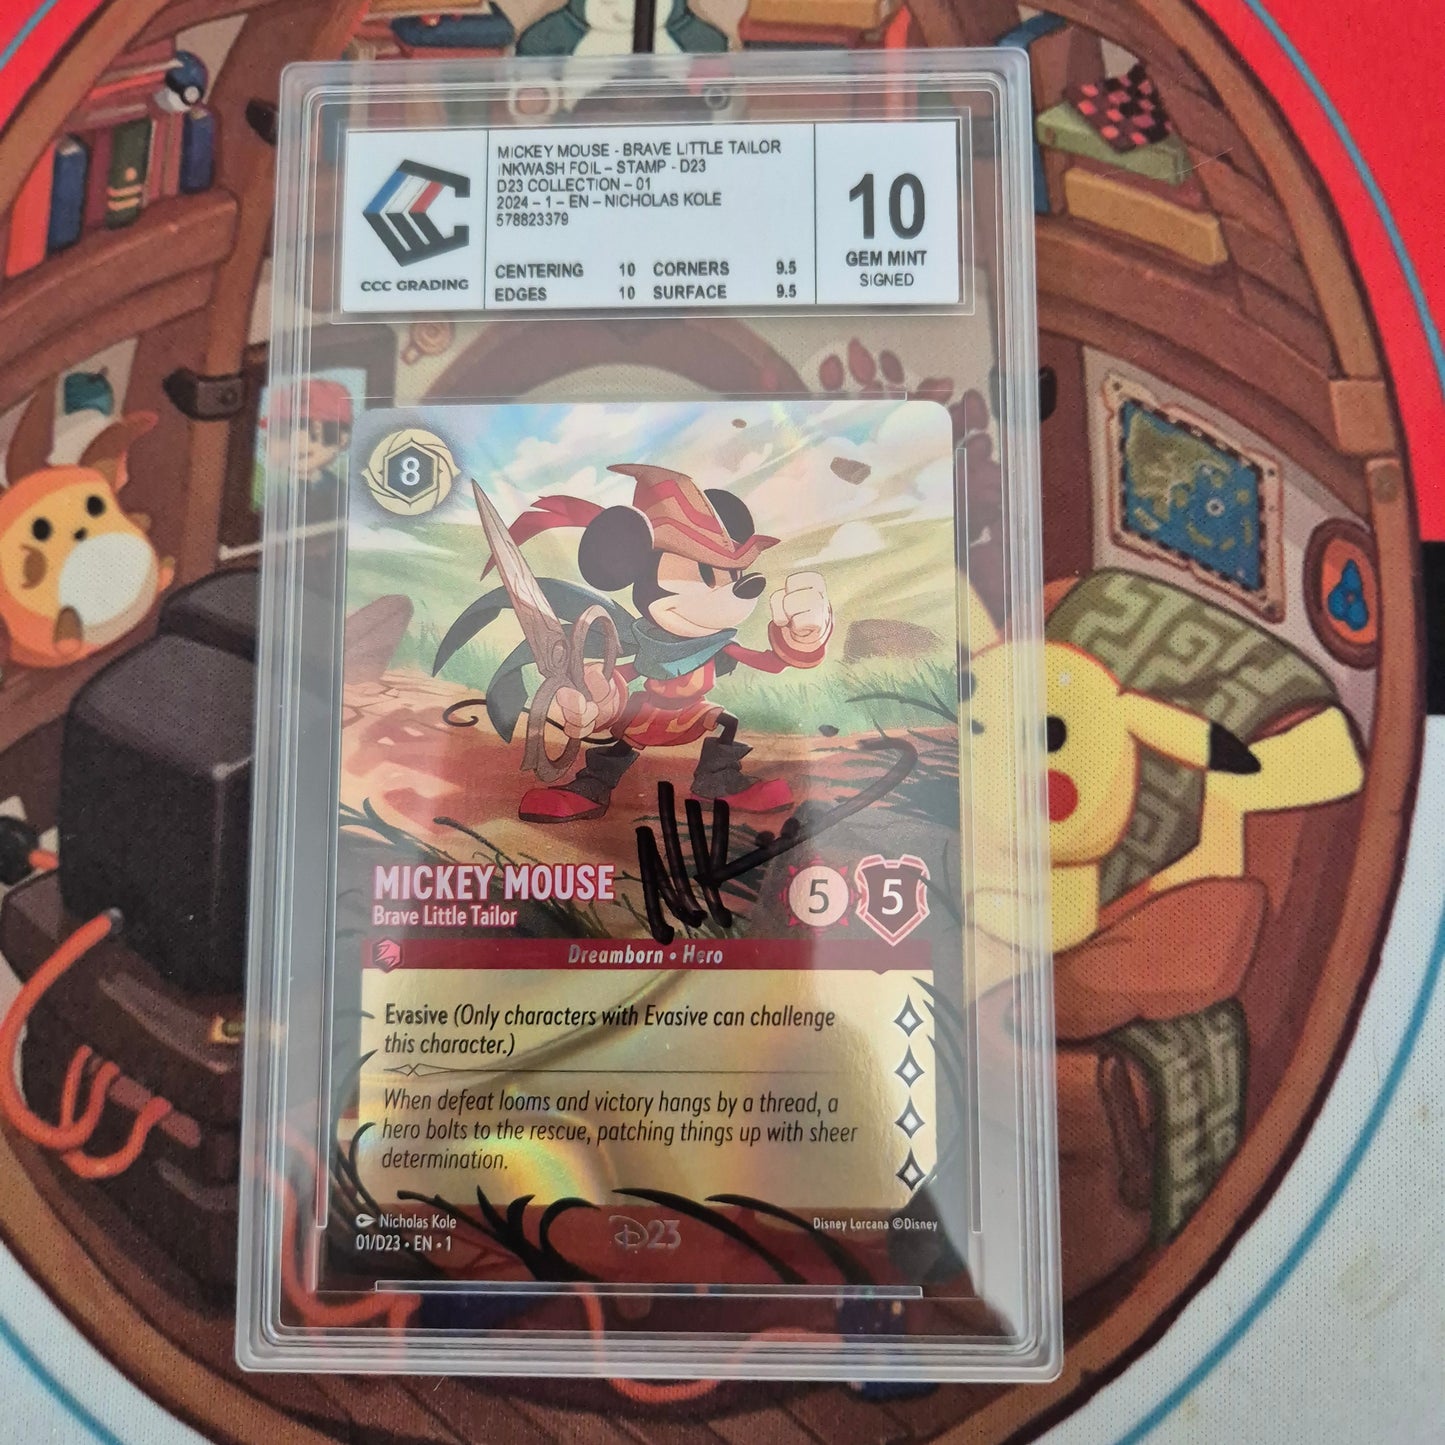 MICKEY MOUSE - BRAVE LITTLE TAILOR
INKWASH FOIL – STAMP - D23
D23 COLLECTION – 01
2024 – 1 – EN – NICHOLAS KOLE
578823379
CENTERING 10 CORNERS 9.5
EDGES 10 SURFACE 9.5
CCC GRADING
10
GEM MINT
SIGNED
8
NK
MICKEY MOUSE
Brave Little Tailor
5 5
Dreamborn • Hero
Evasive (Only characters with Evasive can challenge
this character.)
When defeat looms and victory hangs by a thread, a
hero bolts to the rescue, patching things up with sheer
determination.
Nicholas Kole
01/D23 • EN • 1
D23
Disney Lorcana ©Disney